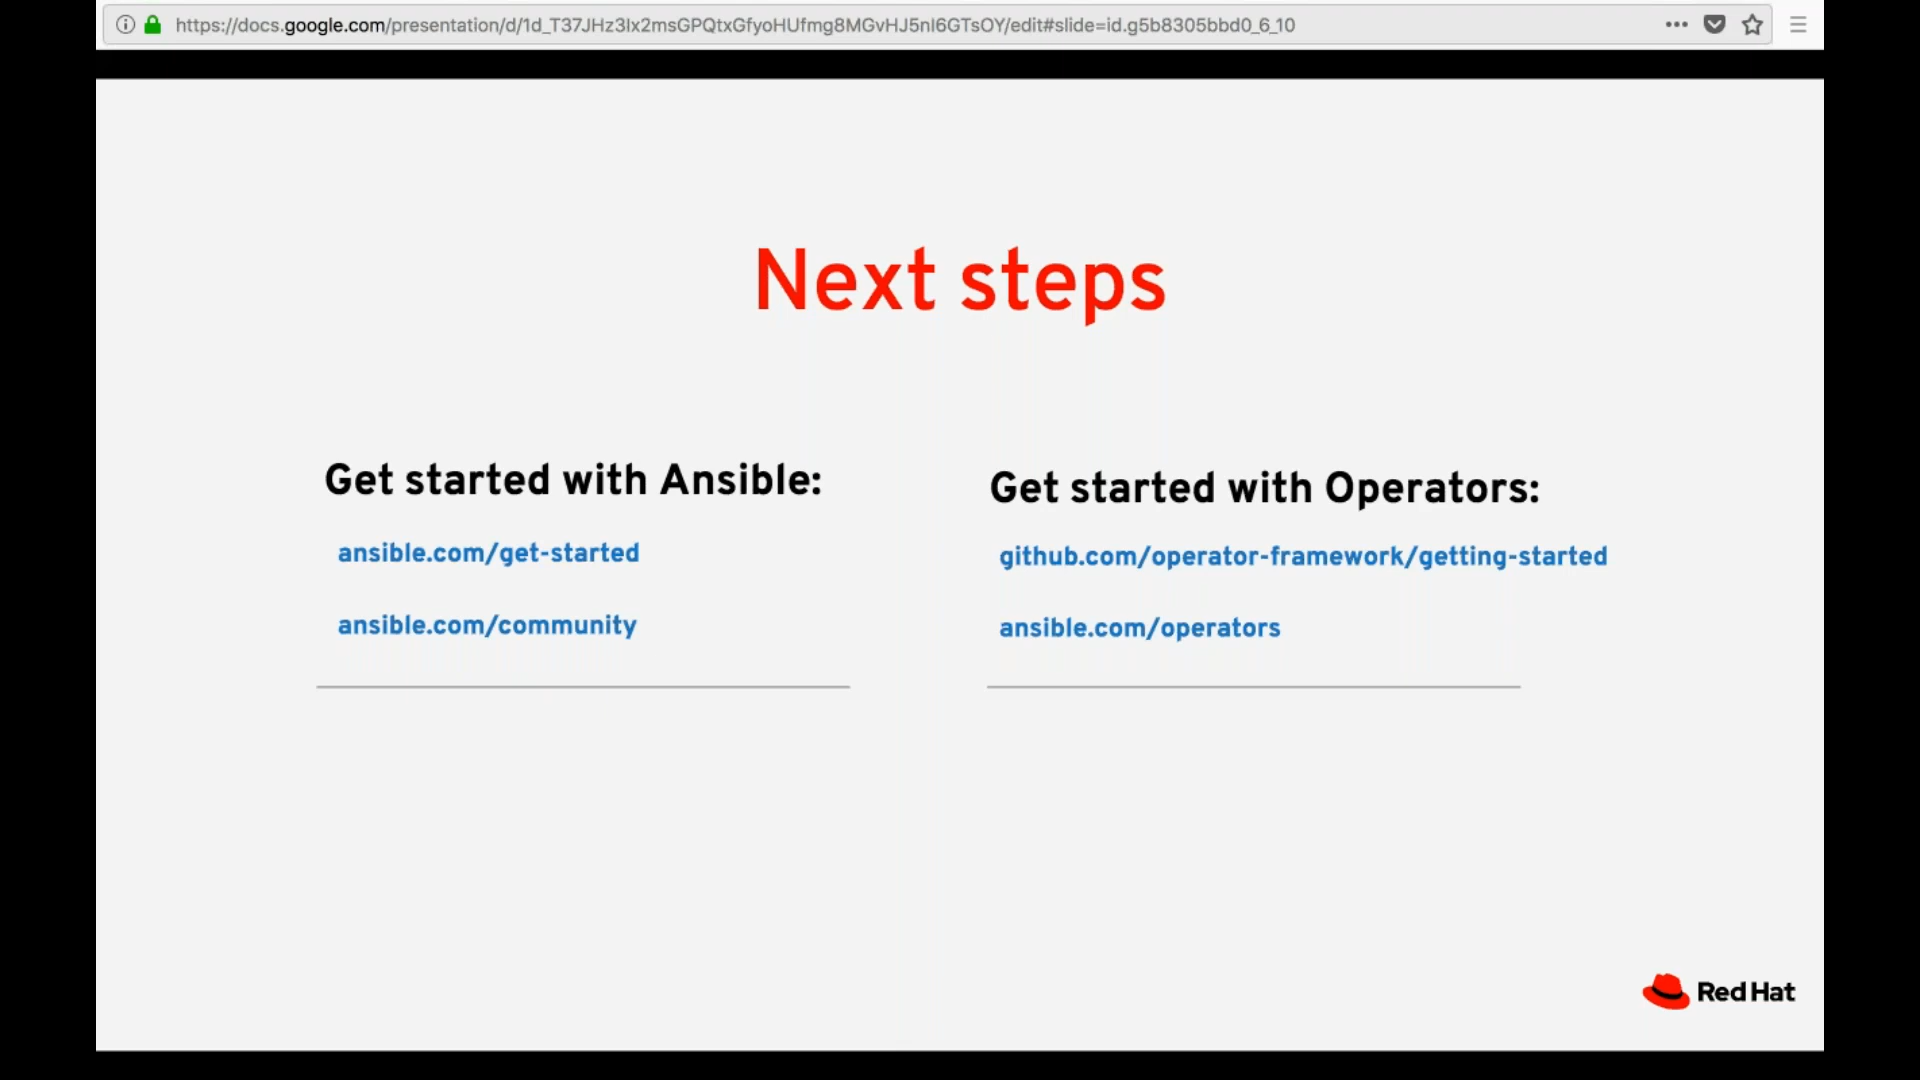 https://docs.google.com/presentation/d/1d_T37JHz3Ix2msGPQtxGfyoHUfmg8MGvHJ5nI6GTsOY/edit#slide=id.g5b8305bbd0_6_10
Next steps
Get started with Ansible:
ansible.com/get-started
ansible.com/community
Get started with Operators:
github.com/operator-framework/getting-started
ansible.com/operators
Red Hat